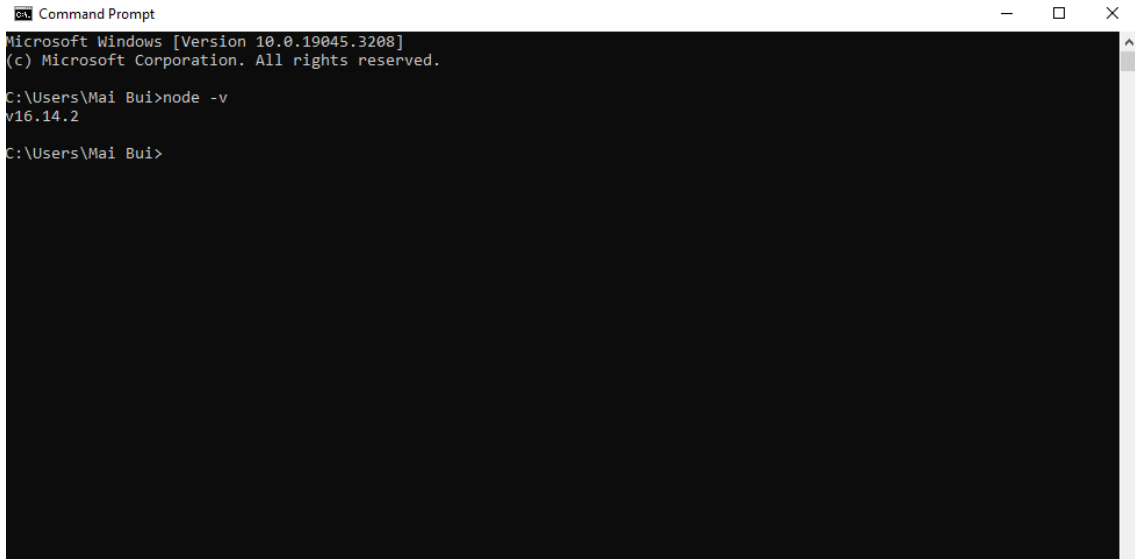 Command Prompt
Microsoft Windows [Version 10.0.19045.3208]
(c) Microsoft Corporation. All rights reserved.
C:\Users\Mai Bui>node -v
v16.14.2
C:\Users\Mai Bui>